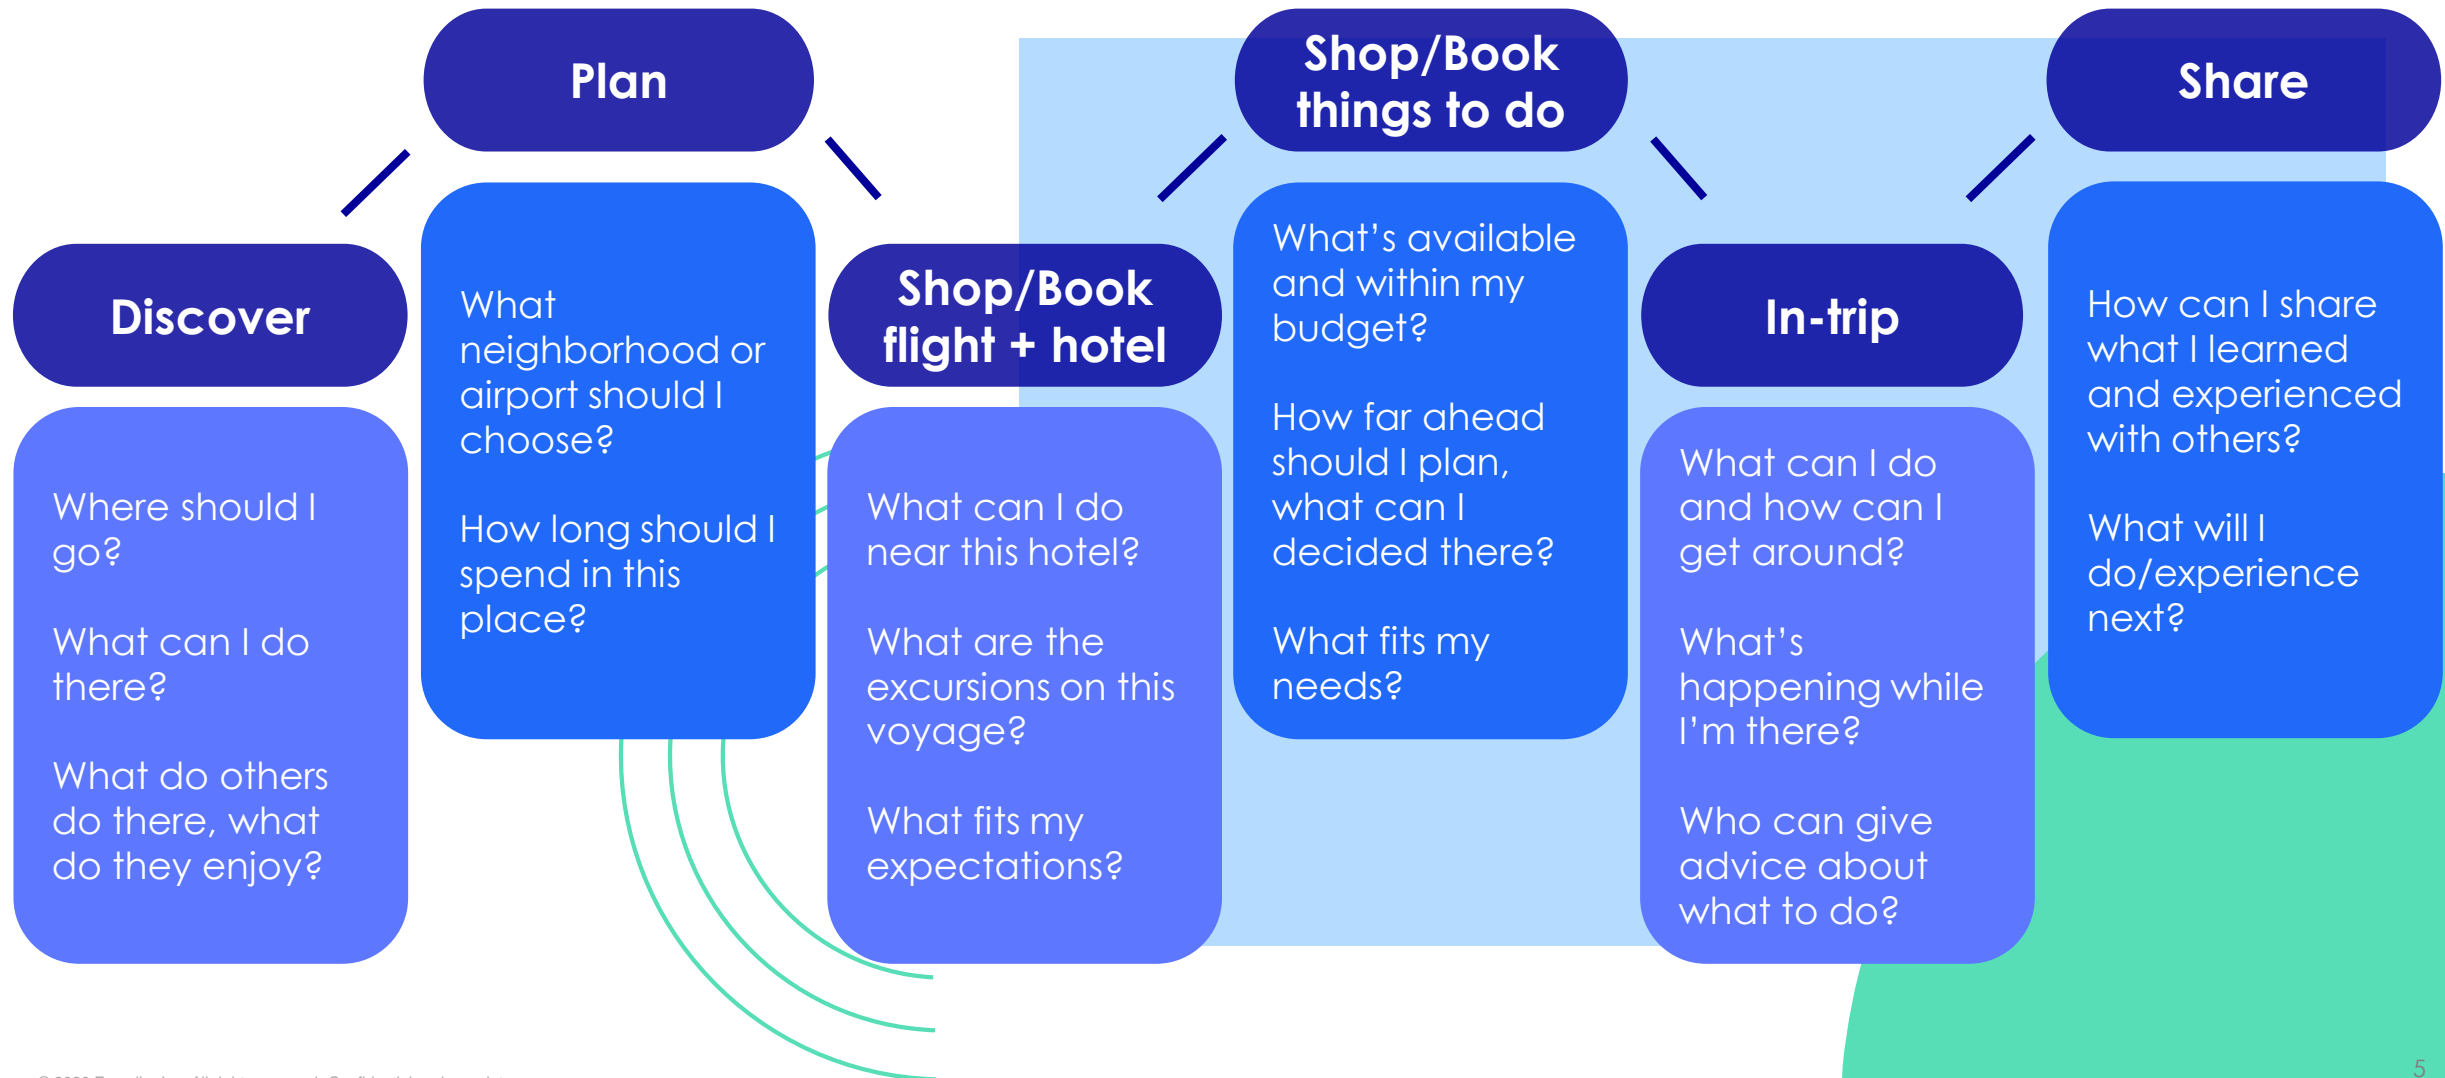 Plan
What
neighborhood or
airport should I
choose?
How long should I
spend in this
place?
Discover
Where should I
go?
What can I do
there?
What do others
do there, what
do they enjoy?
Shop/Book
flight + hotel
What can I do
near this hotel?
What are the
excursions on this
voyage?
What fits my
expectations?
Shop/Book
things to do
What’s available
and within my
budget?
How far ahead
should I plan,
what can I
decided there?
What fits my
needs?
In-trip
What can I do
and how can I
get around?
What’s
happening while
I’m there?
Who can give
advice about
what to do?
Share
How can I share
what I learned
and experienced
with others?
What will I
do/experience
next?
5